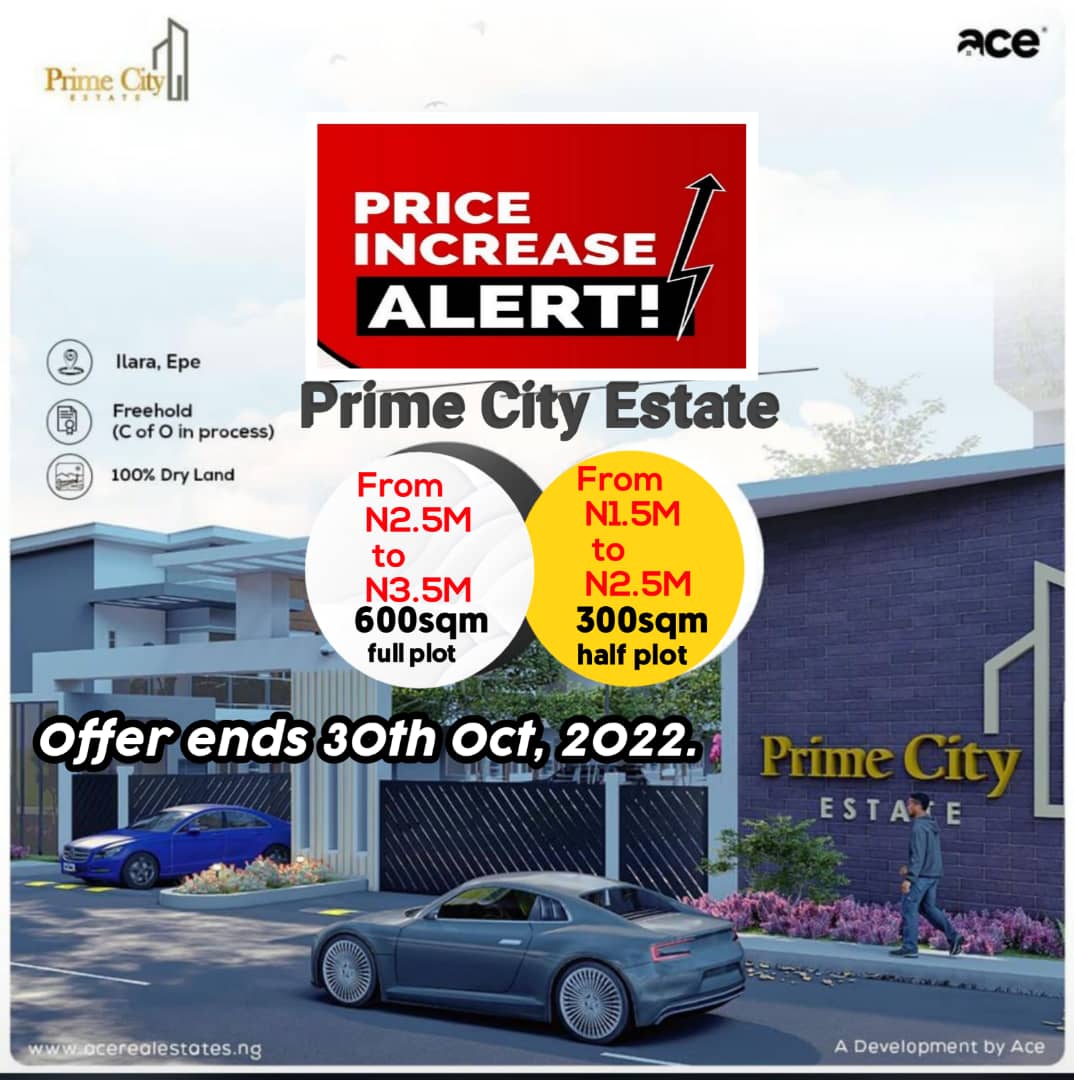 Prime City
ESTATE
ace
PRICE
INCREASE
ALERT!
Ilara, Epe
Freehold
(C of O in process)
100% Dry Land
Prime City Estate
From
N2.5M
to
N3.5M
600sqm
full plot
From
N1.5M
to
N2.5M
300sqm
half plot
Offer ends 30th Oct, 2022.
Prime City
ESTATE
www.acerealestates.ng
A Development by Ace